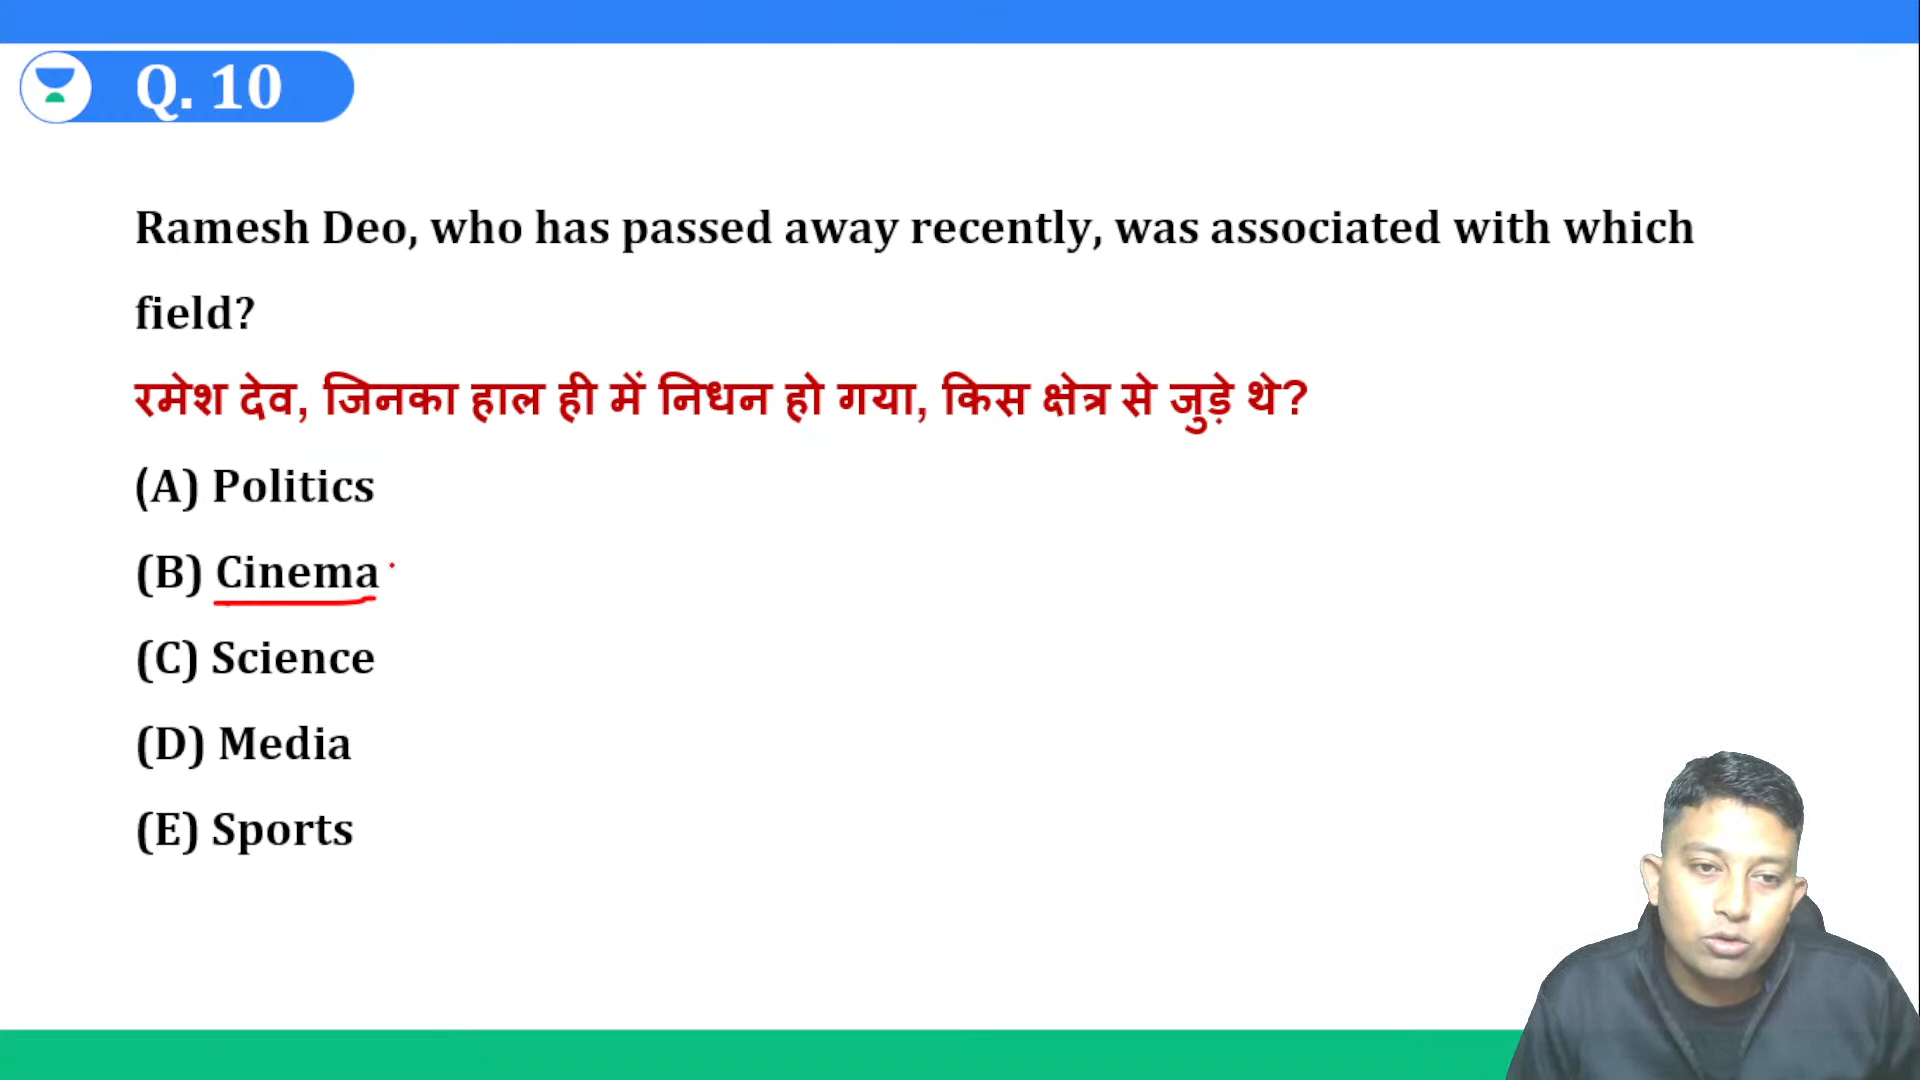 Q. 10
Ramesh Deo, who has passed away recently, was associated with which
field?
रमेश देव, जिनका हाल ही में निधन हो गया, किस क्षेत्र से जुड़े थे?
(A) Politics
(B) Cinema
(C) Science
(D) Media
(E) Sports